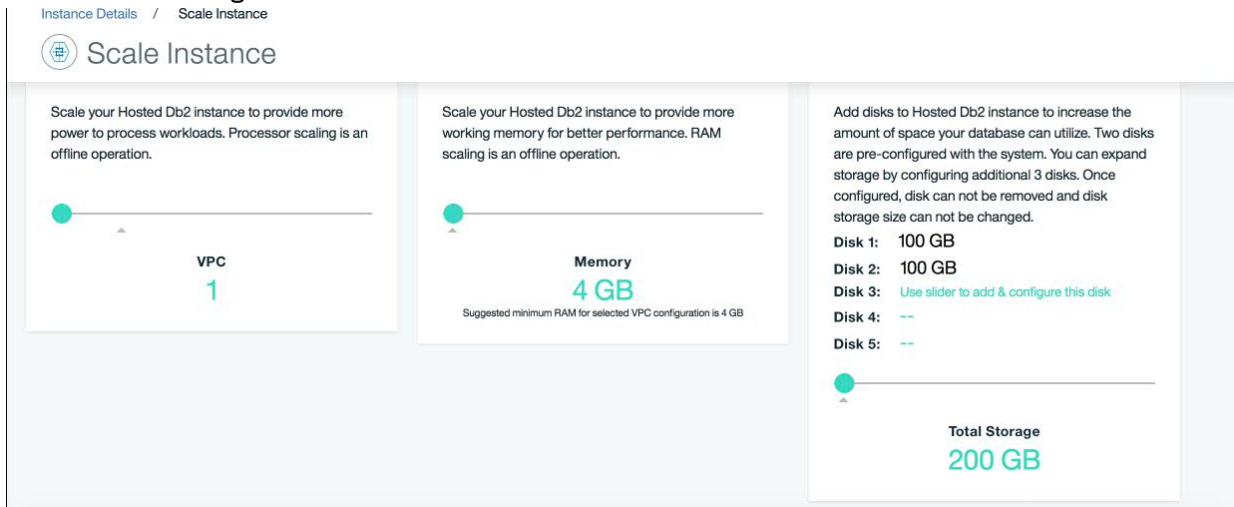 Instance Details / Scale Instance
Scale Instance
Scale your Hosted Db2 instance to provide more
power to process workloads. Processor scaling is an
offline operation.
VPC
1
Scale your Hosted Db2 instance to provide more
working memory for better performance. RAM
scaling is an offline operation.
Memory
4 GB
Suggested minimum RAM for selected VPC configuration is 4 GB
Add disks to Hosted Db2 instance to increase the
amount of space your database can utilize. Two disks
are pre-configured with the system. You can expand
storage by configuring additional 3 disks. Once
configured, disk can not be removed and disk
storage size can not be changed.
Disk 1: 100 GB
Disk 2: 100 GB
Disk 3: Use slider to add & configure this disk
Disk 4: --
Disk 5: --
Total Storage
200 GB